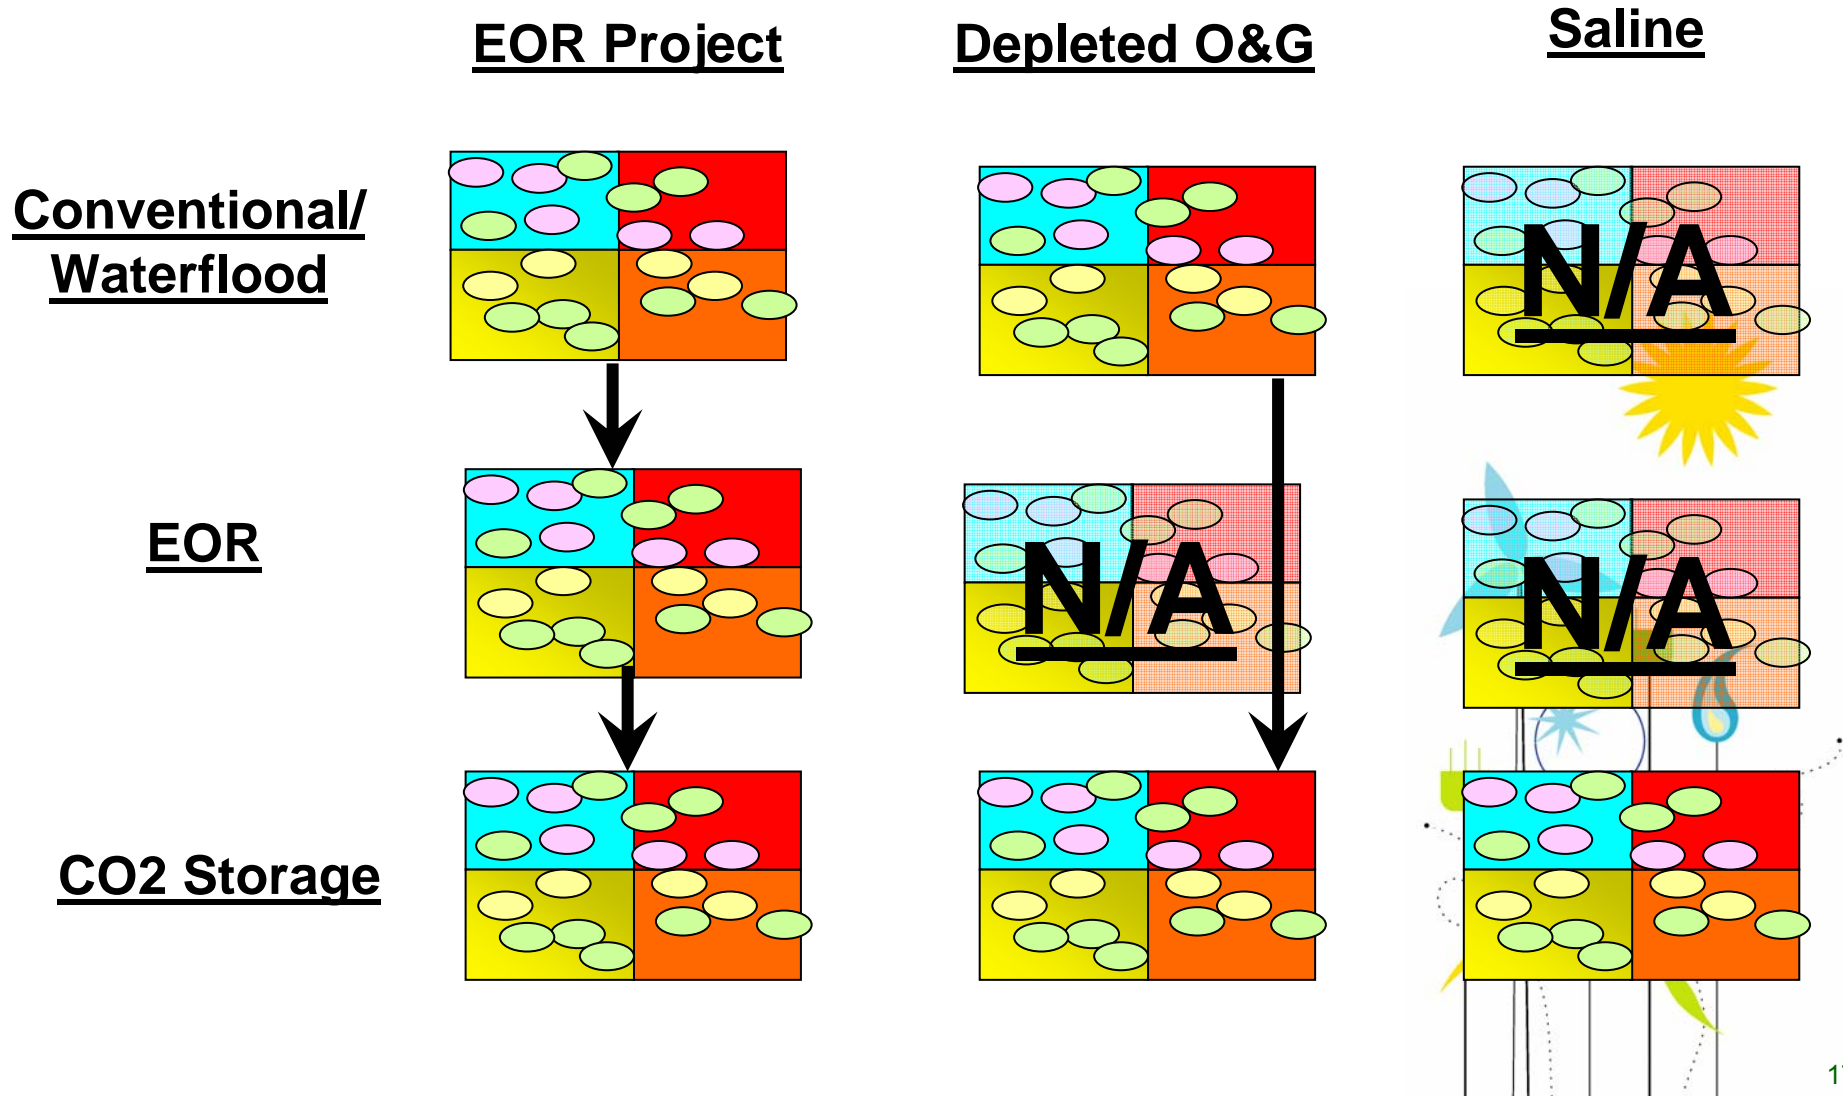 EOR Project
Depleted O&G
Saline
Conventional/
Waterflood
N/A
EOR
N/A
N/A
CO2 Storage